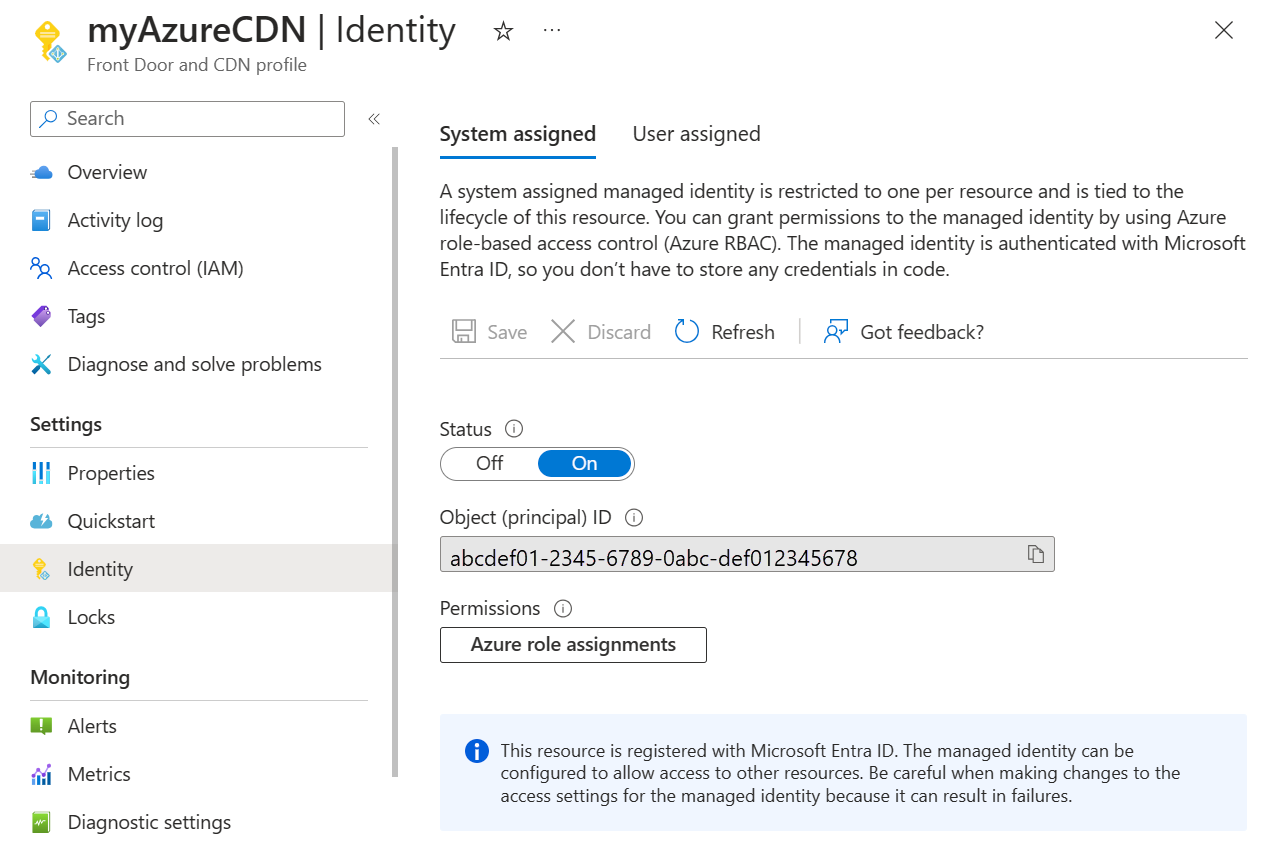 myAzureCDN | Identity
Front Door and CDN profile
Search
Overview
Activity log
Access control (IAM)
Tags
Diagnose and solve problems
Settings
Properties
Quickstart
Identity
Locks
Monitoring
Alerts
Metrics
Diagnostic settings
System assigned User assigned
A system assigned managed identity is restricted to one per resource and is tied to the
lifecycle of this resource. You can grant permissions to the managed identity by using Azure
role-based access control (Azure RBAC). The managed identity is authenticated with Microsoft
Entra ID, so you don’t have to store any credentials in code.
Save Discard Refresh Got feedback?
Status
Off On
Object (principal) ID
abcdef01-2345-6789-0abc-def012345678
Permissions
Azure role assignments
This resource is registered with Microsoft Entra ID. The managed identity can be
configured to allow access to other resources. Be careful when making changes to the
access settings for the managed identity because it can result in failures.